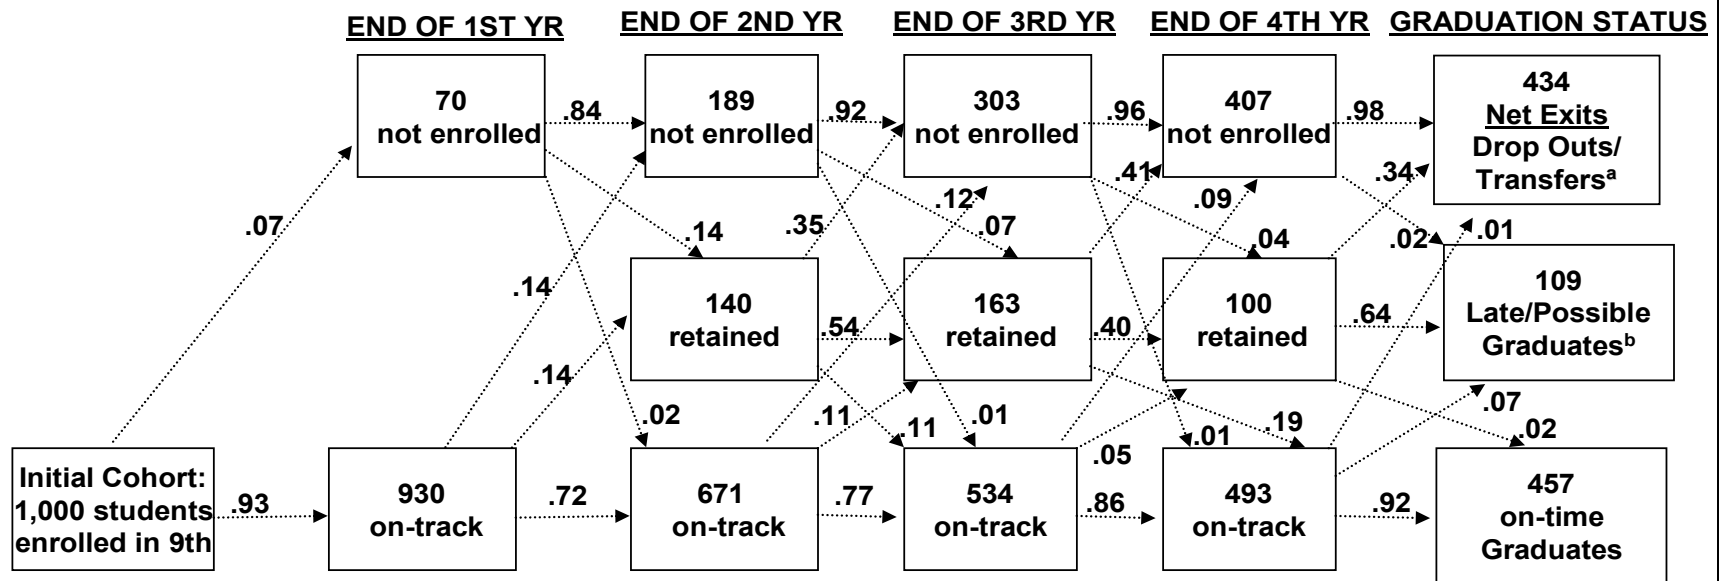 END OF 1ST YR
END OF 2ND YR
END OF 3RD YR
END OF 4TH YR
GRADUATION STATUS
70
not enrolled
.84
189
not enrolled
.92
303
not enrolled
.96
407
not enrolled
.98
434
Net Exits
Drop Outs/
Transfersᵃ
.07
.14
.35
.12
.07
.41
.09
.04
.34
.02
.01
.14
140
retained
.54
163
retained
.40
100
retained
.64
109
Late/Possible
Graduatesᵇ
.14
.02
.11
.11
.01
.05
.01
.19
.07
.02
Initial Cohort:
1,000 students
enrolled in 9th
.93
930
on-track
.72
671
on-track
.77
534
on-track
.86
493
on-track
.92
457
on-time
Graduates